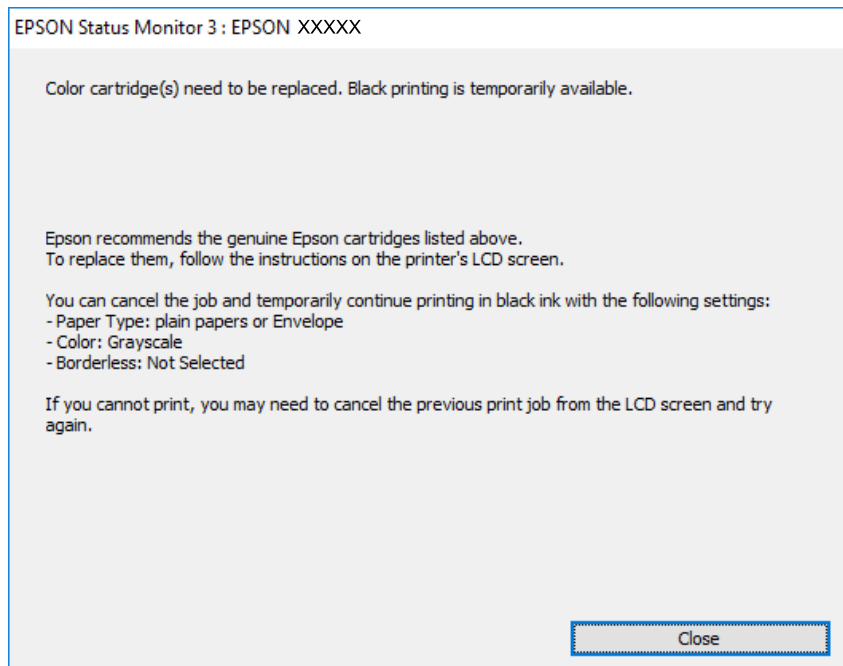 EPSON Status Monitor 3 : EPSON XXXXX
Color cartridge(s) need to be replaced. Black printing is temporarily available.
Epson recommends the genuine Epson cartridges listed above.
To replace them, follow the instructions on the printer's LCD screen.
You can cancel the job and temporarily continue printing in black ink with the following settings:
- Paper Type: plain papers or Envelope
- Color: Grayscale
- Borderless: Not Selected
If you cannot print, you may need to cancel the previous print job from the LCD screen and try
again.
Close